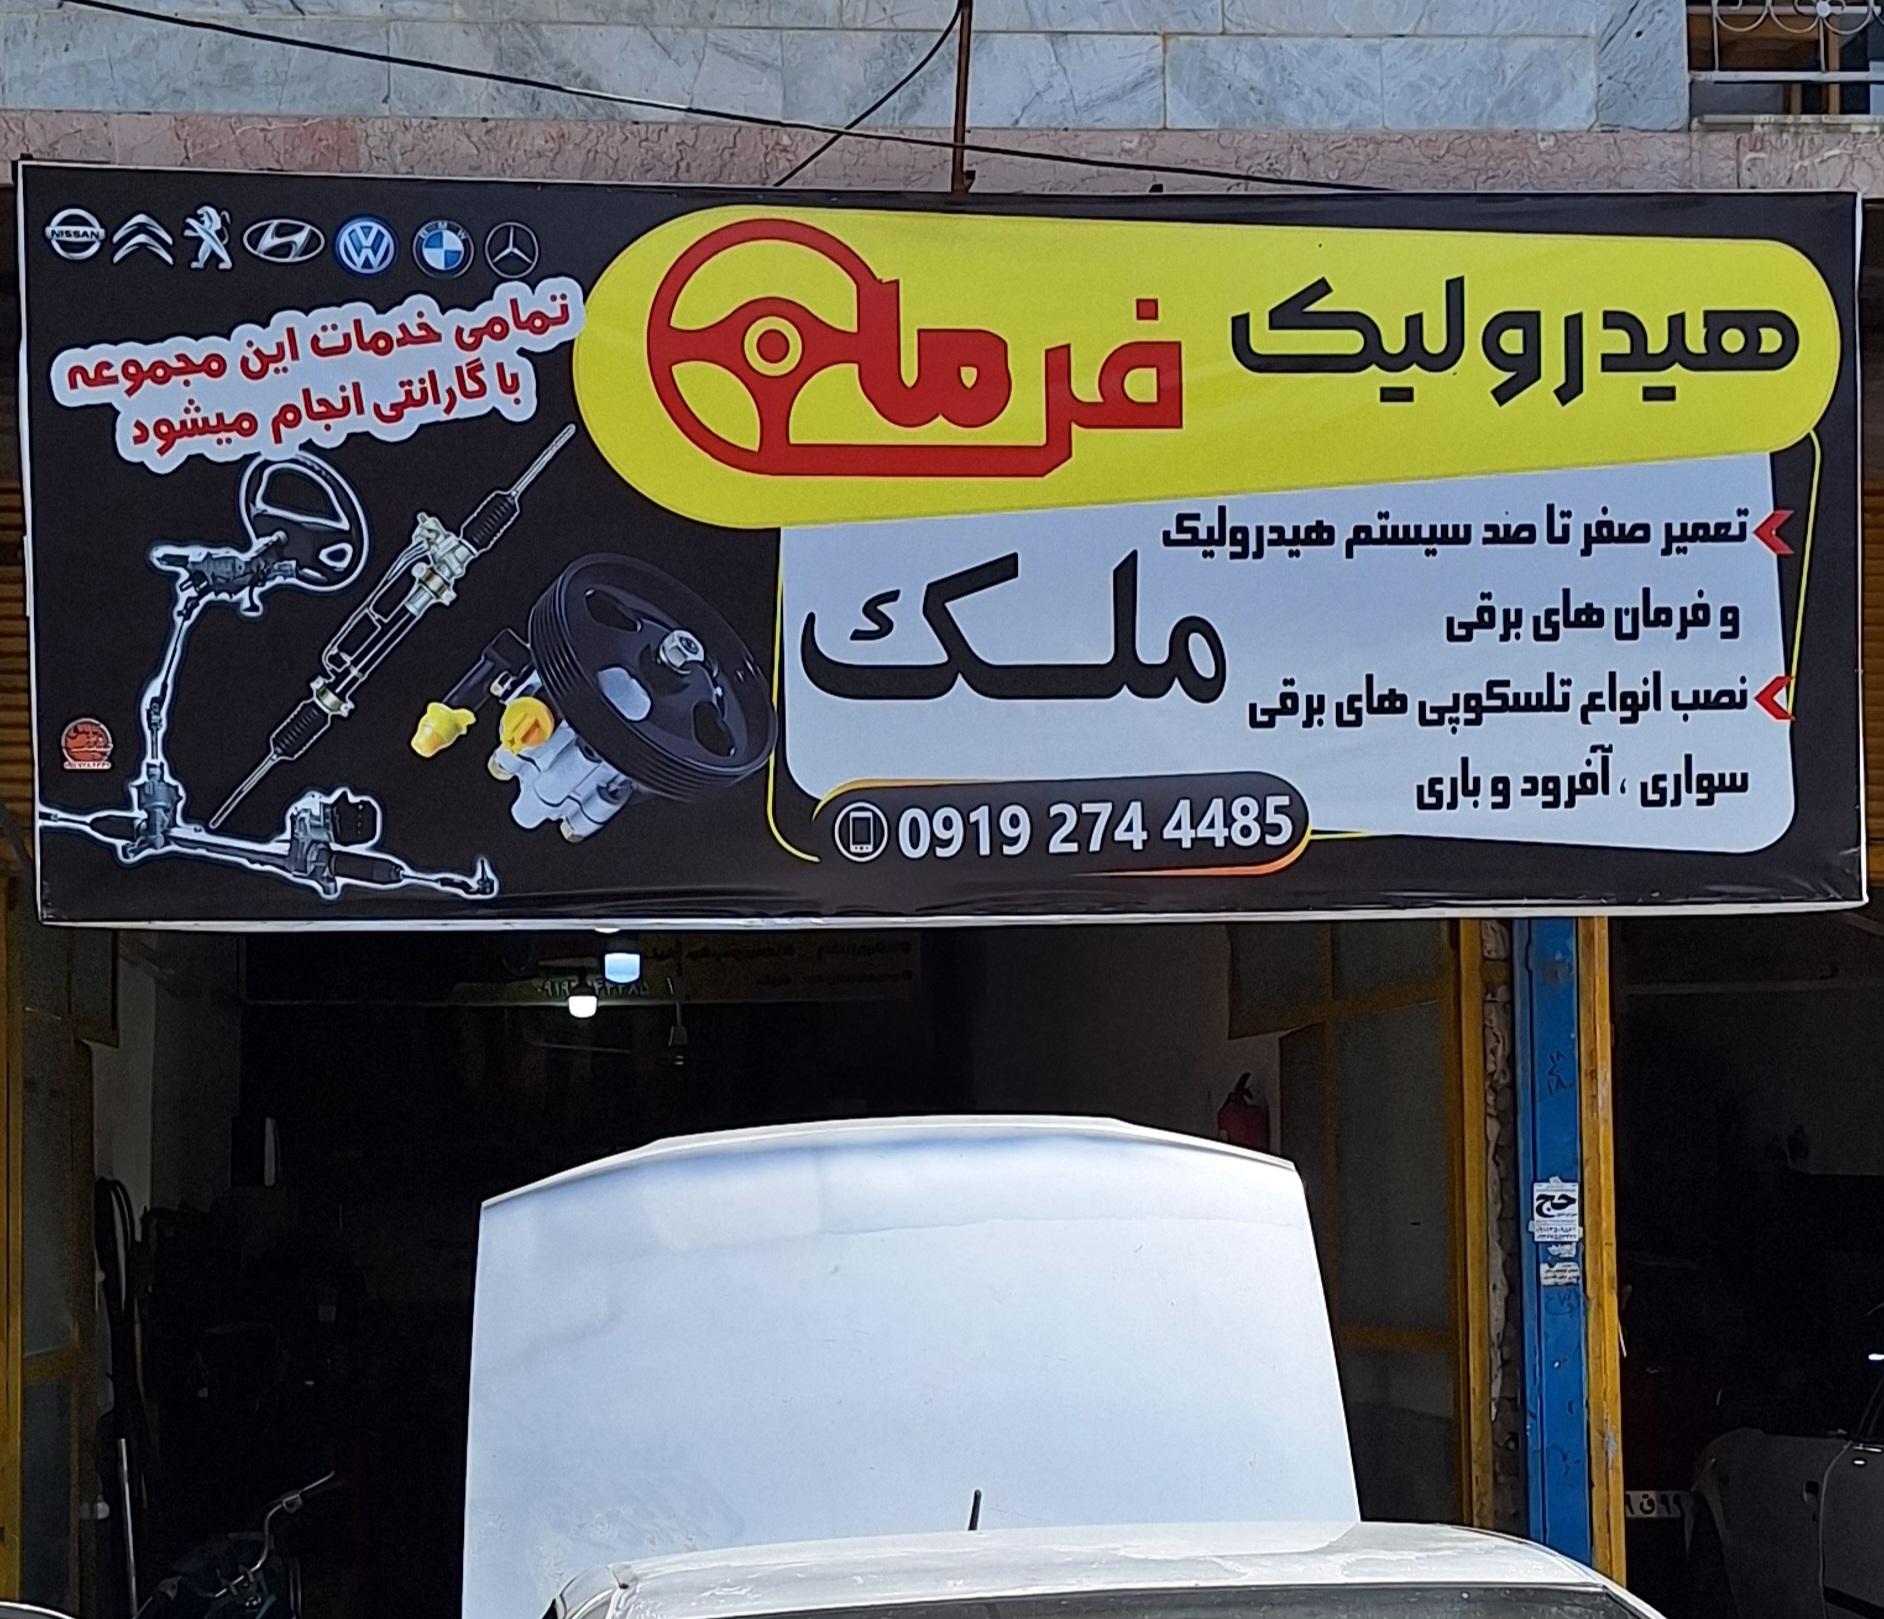 هیدرولیک فرمان
NISSAN
BMW
تمامی خدمات این مجموعه
با گارانتی انجام میشود
تعمیر صفر تا صد سیستم هیدرولیک
و فرمان های برقی
نصب انواع تلسکوپی های برقی
سواری ، آفرود و باری
ملک
0919 274 4485
حج